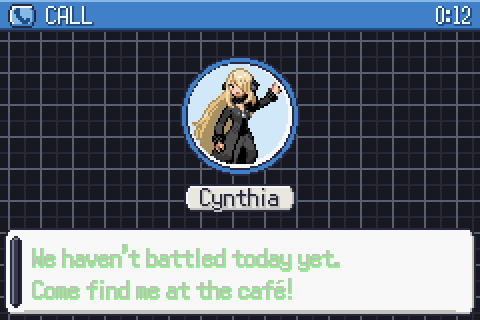 CALL
0:12
Cynthia
We haven't battled today yet.
Come find me at the café!